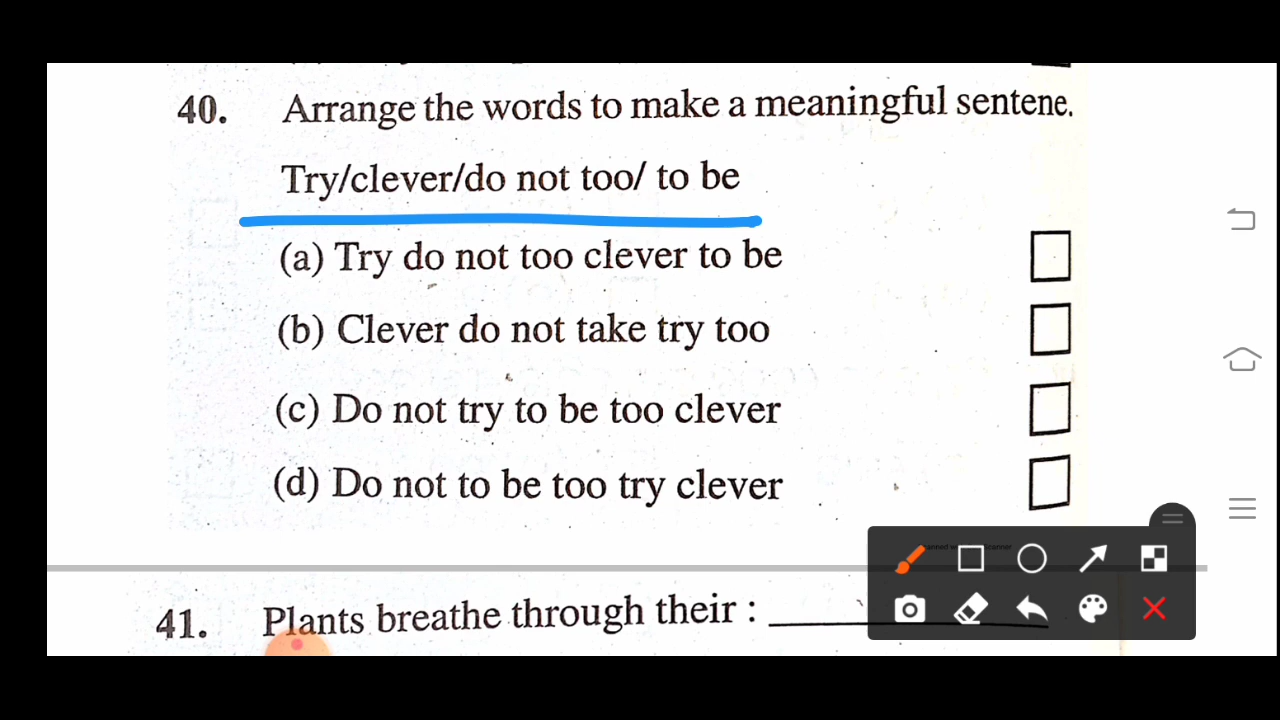 40. Arrange the words to make a meaningful sentene.
Try/clever/do not too/ to be
(a) Try do not too clever to be
(b) Clever do not take try too
(c) Do not try to be too clever
(d) Do not to be too try clever
41. Plants breathe through their :